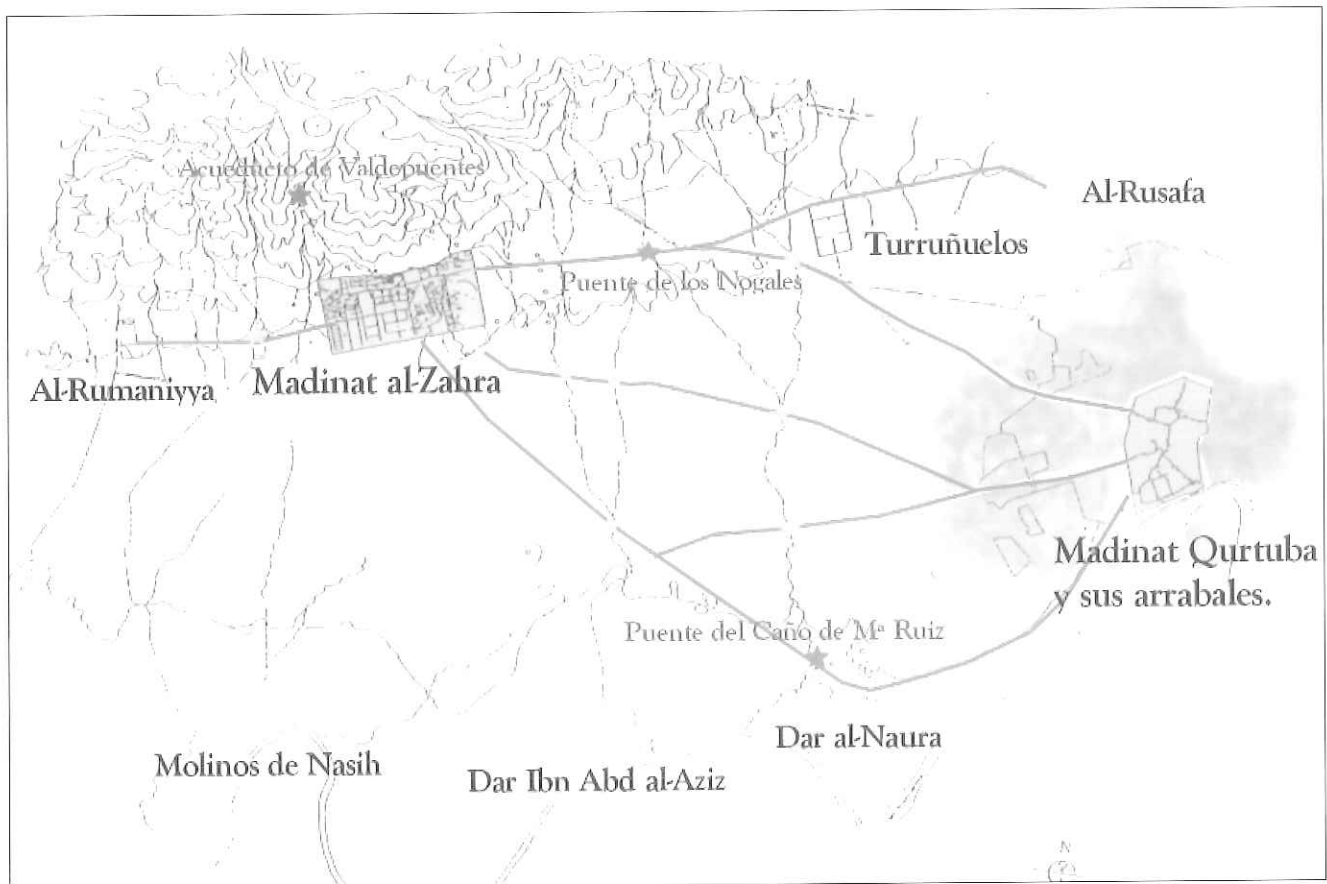 Acueducto de Valdepuentes
Al-Rusafa
Turruñuelos
Puente de los Nogales
Al-Rumaniyya
Madinat al-Zahra
Madinat Qurtuba
y sus arrabales.
Puente del Caño de Mª Ruiz
Dar al-Naura
Molinos de Nasih
Dar Ibn Abd al-Aziz
N